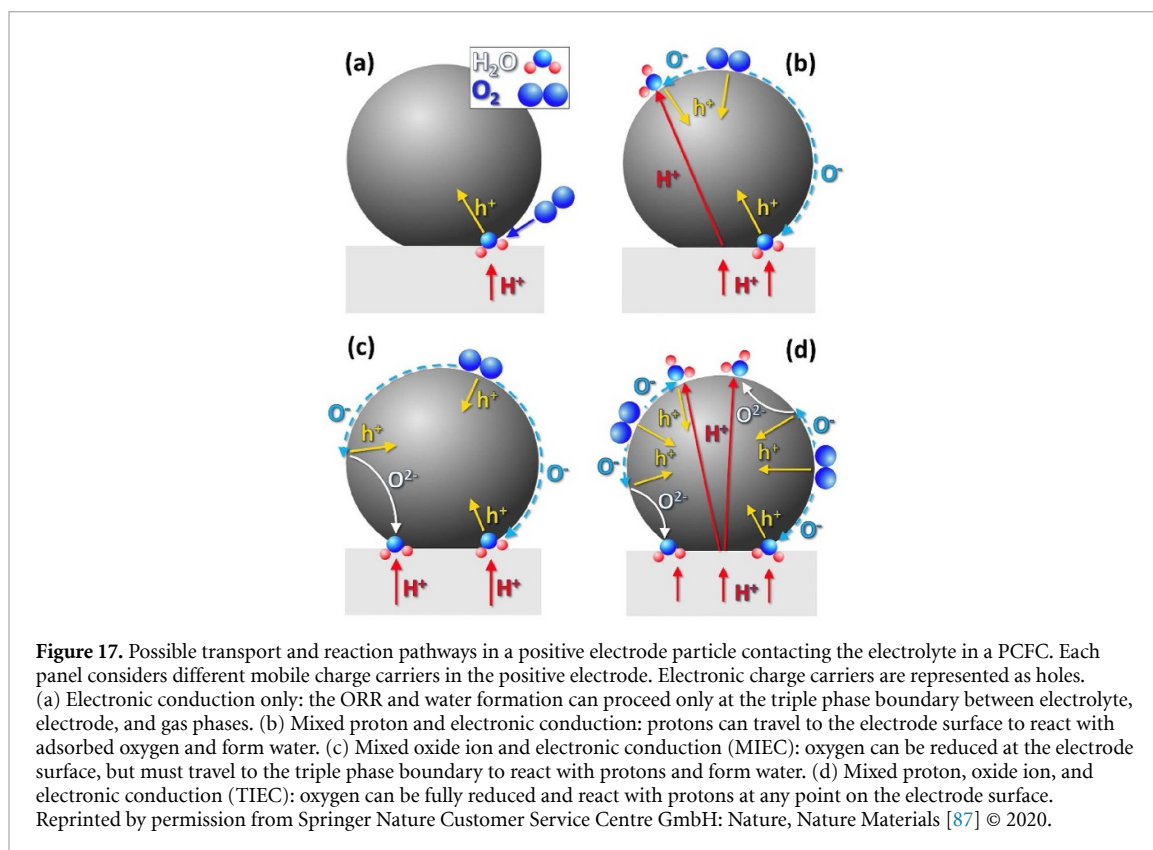 (a)
H₂O
O₂
h⁺
H⁺
(b)
O⁻
h⁺
H⁺
O⁻
h⁺
H⁺
(c)
h⁺
O⁻
h⁺
O²⁻
O⁻
h⁺
H⁺
H⁺
(d)
O⁻
O²⁻
h⁺
H⁺
O⁻
h⁺
O⁻
h⁺
h⁺
O²⁻
h⁺
O⁻
H⁺
Figure 17. Possible transport and reaction pathways in a positive electrode particle contacting the electrolyte in a PCFC. Each
panel considers different mobile charge carriers in the positive electrode. Electronic charge carriers are represented as holes.
(a) Electronic conduction only: the ORR and water formation can proceed only at the triple phase boundary between electrolyte,
electrode, and gas phases. (b) Mixed proton and electronic conduction: protons can travel to the electrode surface to react with
adsorbed oxygen and form water. (c) Mixed oxide ion and electronic conduction (MIEC): oxygen can be reduced at the electrode
surface, but must travel to the triple phase boundary to react with protons and form water. (d) Mixed proton, oxide ion, and
electronic conduction (TIEC): oxygen can be fully reduced and react with protons at any point on the electrode surface.
Reprinted by permission from Springer Nature Customer Service Centre GmbH: Nature, Nature Materials [87] © 2020.